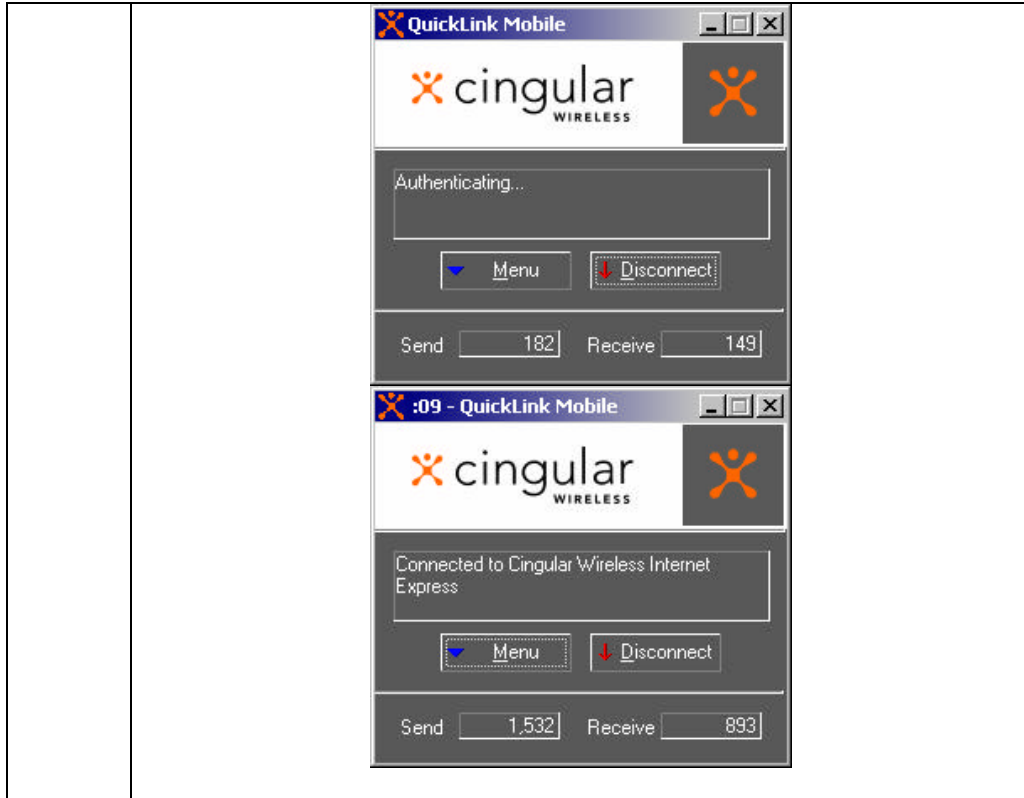 QuickLink Mobile
cingular
WIRELESS
Authenticating...
Menu Disconnect
Send 182 Receive 149
:09 - QuickLink Mobile
cingular
WIRELESS
Connected to Cingular Wireless Internet
Express
Menu Disconnect
Send 1,532 Receive 893